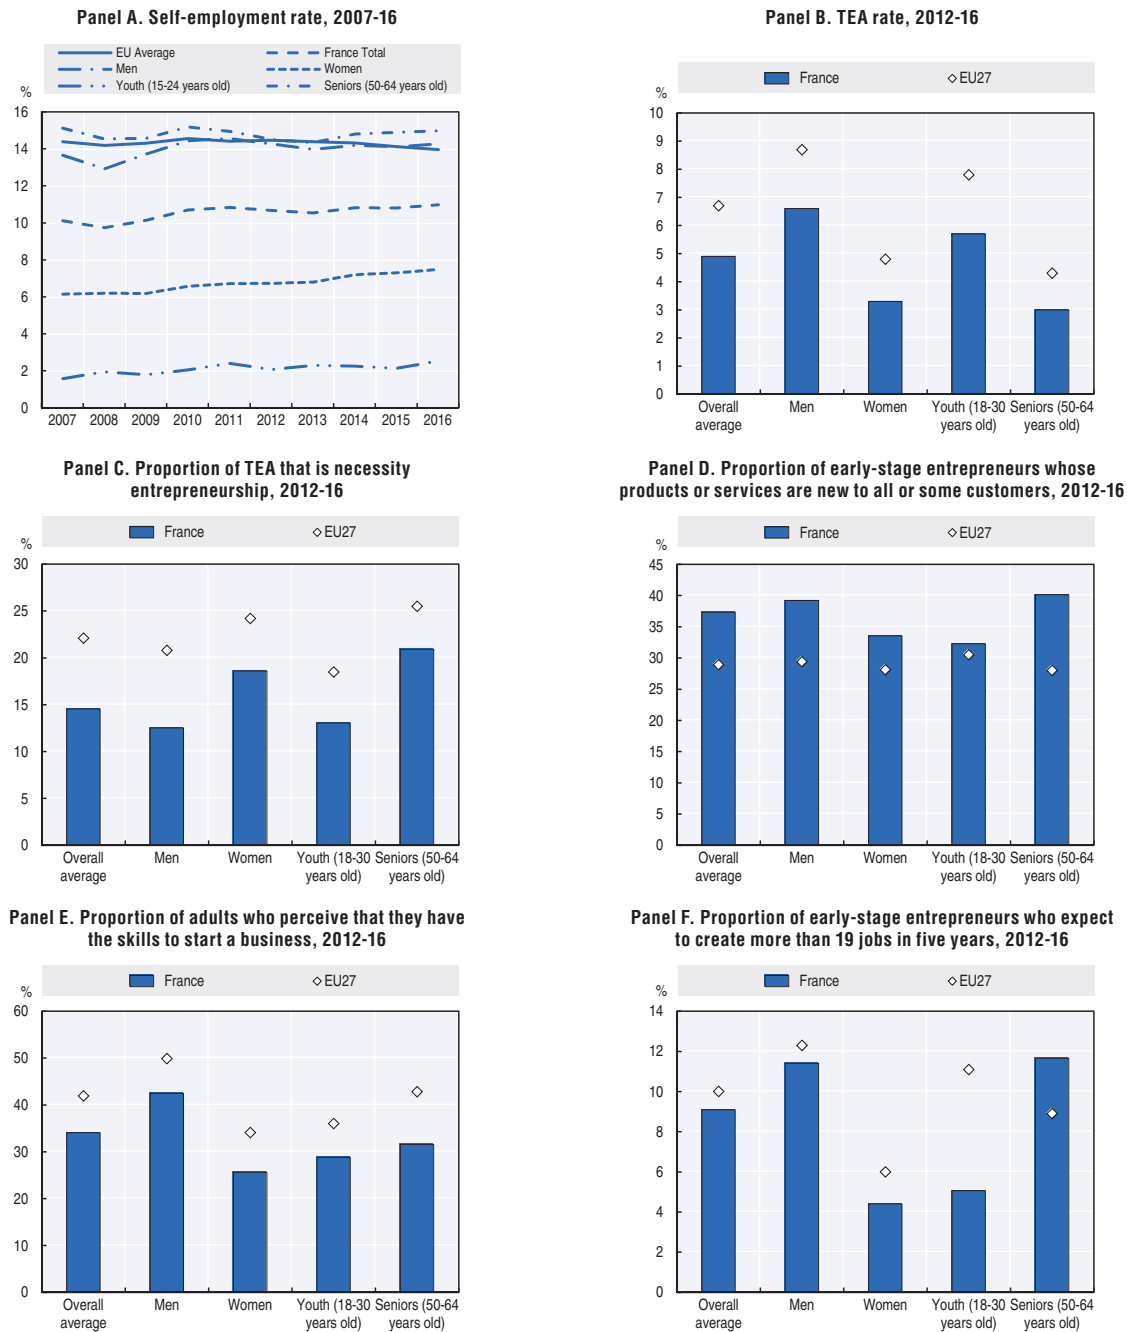 Panel A. Self-employment rate, 2007-16
EU Average
France Total
Men
Women
Youth (15-24 years old)
Seniors (50-64 years old)
%
16
14
12
10
8
6
4
2
0
2007 2008 2009 2010 2011 2012 2013 2014 2015 2016
Panel B. TEA rate, 2012-16
France
EU27
%
10
9
8
7
6
5
4
3
2
1
0
Overall average
Men
Women
Youth (18-30 years old)
Seniors (50-64 years old)
Panel C. Proportion of TEA that is necessity
entrepreneurship, 2012-16
France
EU27
%
30
25
20
15
10
5
0
Overall average
Men
Women
Youth (18-30 years old)
Seniors (50-64 years old)
Panel D. Proportion of early-stage entrepreneurs whose
products or services are new to all or some customers, 2012-16
France
EU27
%
45
40
35
30
25
20
15
10
5
0
Overall average
Men
Women
Youth (18-30 years old)
Seniors (50-64 years old)
Panel E. Proportion of adults who perceive that they have
the skills to start a business, 2012-16
France
EU27
%
60
50
40
30
20
10
0
Overall average
Men
Women
Youth (18-30 years old)
Seniors (50-64 years old)
Panel F. Proportion of early-stage entrepreneurs who expect
to create more than 19 jobs in five years, 2012-16
France
EU27
%
14
12
10
8
6
4
2
0
Overall average
Men
Women
Youth (18-30 years old)
Seniors (50-64 years old)